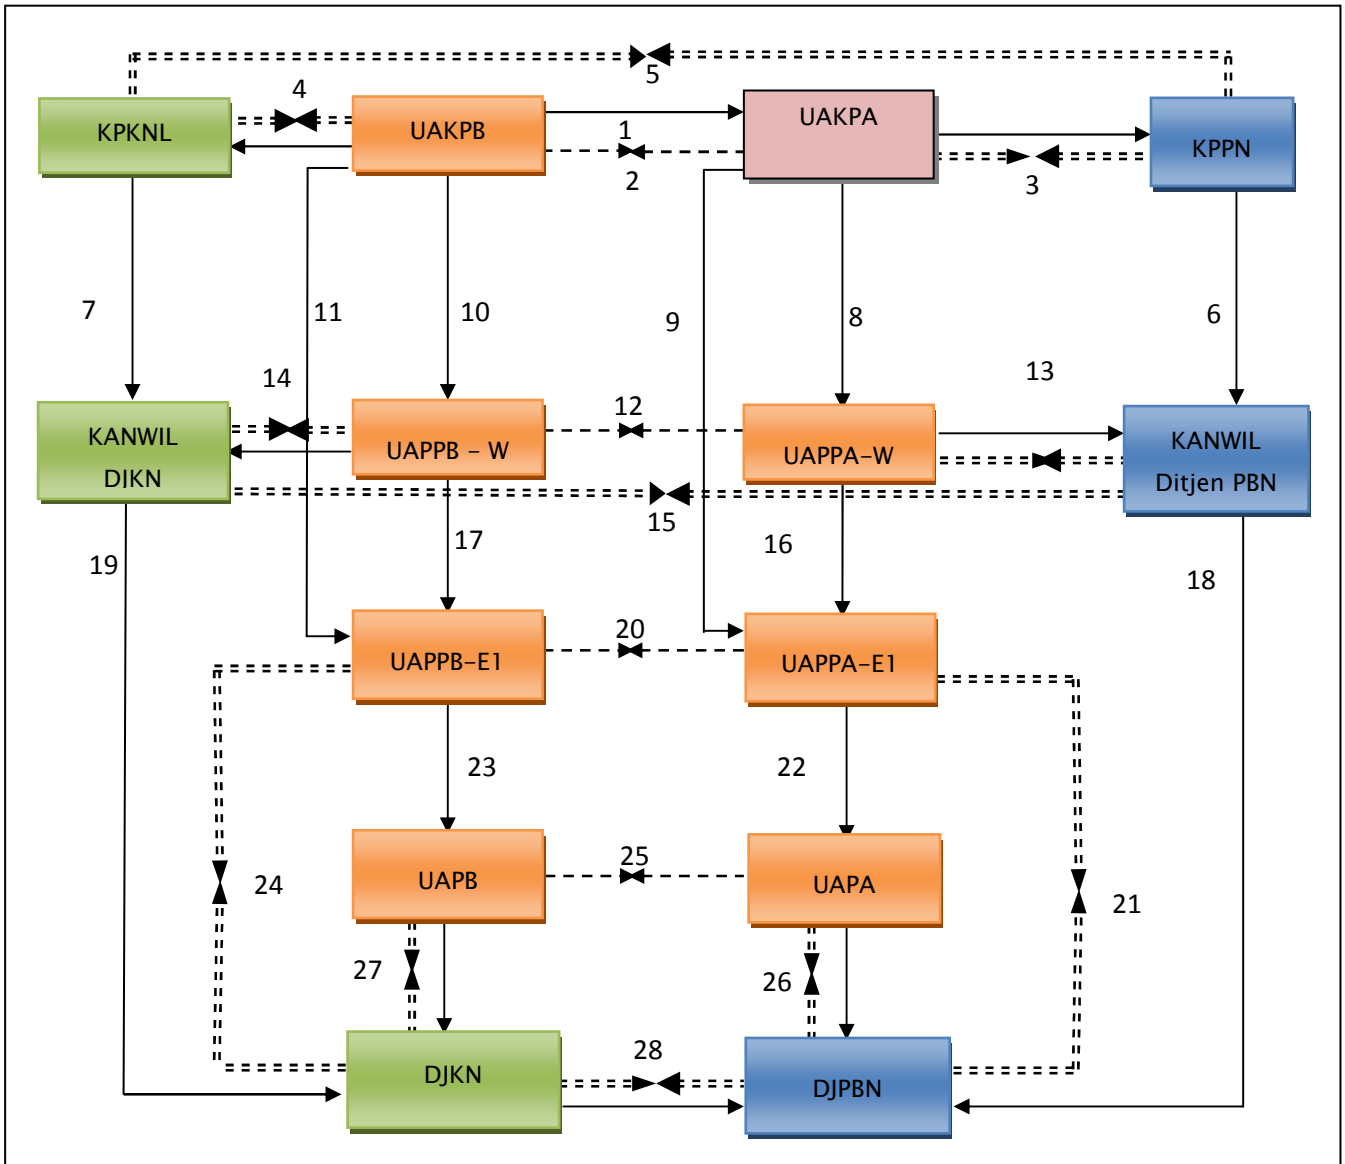 5
4
KPKNL
UAKPB
1
2
UAKPA
3
KPPN
7
11
10
9
8
6
14
12
13
KANWIL
DJKN
UAPPB – W
UAPPA-W
KANWIL
Ditjen PBN
15
19
17
16
18
20
UAPPB-E1
UAPPA-E1
23
22
24
UAPB
25
UAPA
21
27
26
DJKN
28
DJPBN